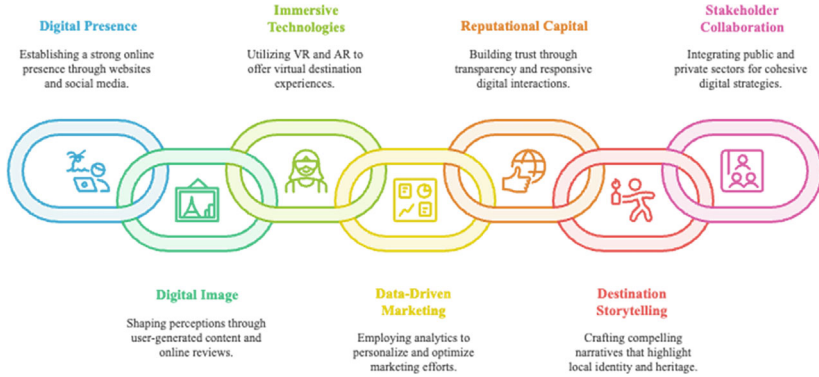 Digital Presence
Establishing a strong online
presence through websites
and social media.
Immersive
Technologies
Utilizing VR and AR to
offer virtual destination
experiences.
Reputational Capital
Building trust through
transparency and responsive
digital interactions.
Stakeholder
Collaboration
Integrating public and
private sectors for cohesive
digital strategies.
Digital Image
Shaping perceptions through
user-generated content and
online reviews.
Data-Driven
Marketing
Employing analytics to
personalize and optimize
marketing efforts.
Destination
Storytelling
Crafting compelling
narratives that highlight
local identity and heritage.